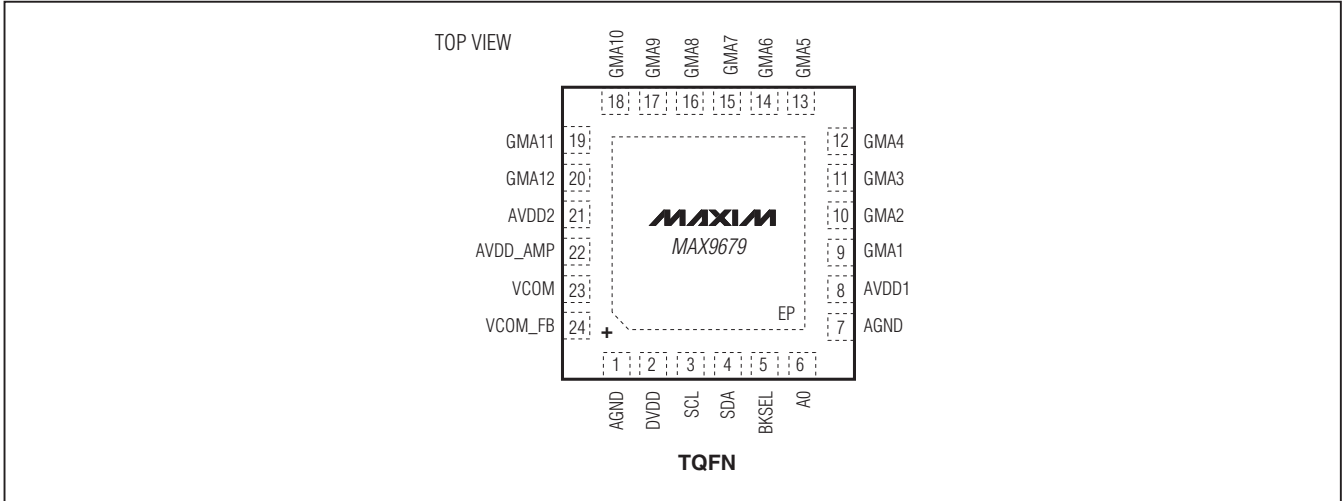 TOP VIEW
GMA10 GMA9 GMA8 GMA7 GMA6 GMA5
18 17 16 15 14 13
GMA11 19 12 GMA4
GMA12 20 11 GMA3
AVDD2 21 10 GMA2
MAXIM
AVDD_AMP 22 9 GMA1
MAX9679
VCOM 23 8 AVDD1
EP
VCOM_FB 24 + 7 AGND
1 2 3 4 5 6
AGND DVDD SCL SDA BKSEL A0
TQFN